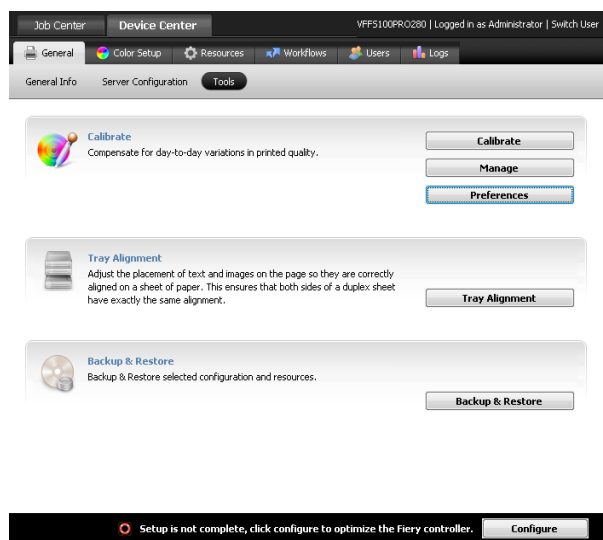 Job Center Device Center VFFS100PRO280 | Logged in as Administrator | Switch User
General Color Setup Resources Workflows Users Logs
General Info Server Configuration Tools
Calibrate
Compensate for day-to-day variations in printed quality.
Calibrate
Manage
Preferences
Tray Alignment
Adjust the placement of text and images on the page so they are correctly
aligned on a sheet of paper. This ensures that both sides of a duplex sheet
have exactly the same alignment.
Tray Alignment
Backup & Restore
Backup & Restore selected configuration and resources.
Backup & Restore
Setup is not complete, click configure to optimize the Fiery controller. Configure